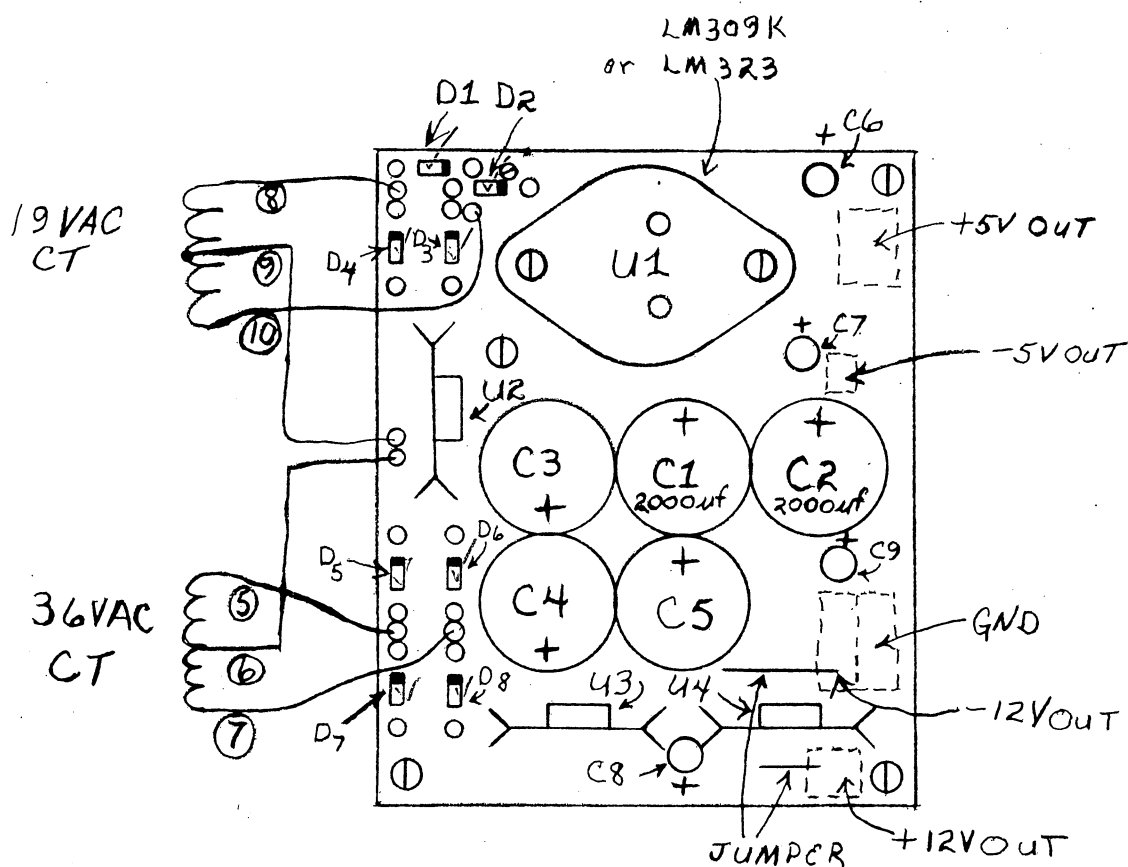 LM309K
or LM323
D1 D2
+ C6
8
19VAC
CT
9
10
D4
D3
U1
+5V OUT
+ C7
-5V OUT
U2
C3
+
+
C1
2000uf
+
C2
2000uf
D5
D6
+
C9
36VAC
CT
5
6
7
C4
+
+
C5
GND
D7
D8
U3
U4
-12V OUT
C8
+
JUMPER
+12V OUT